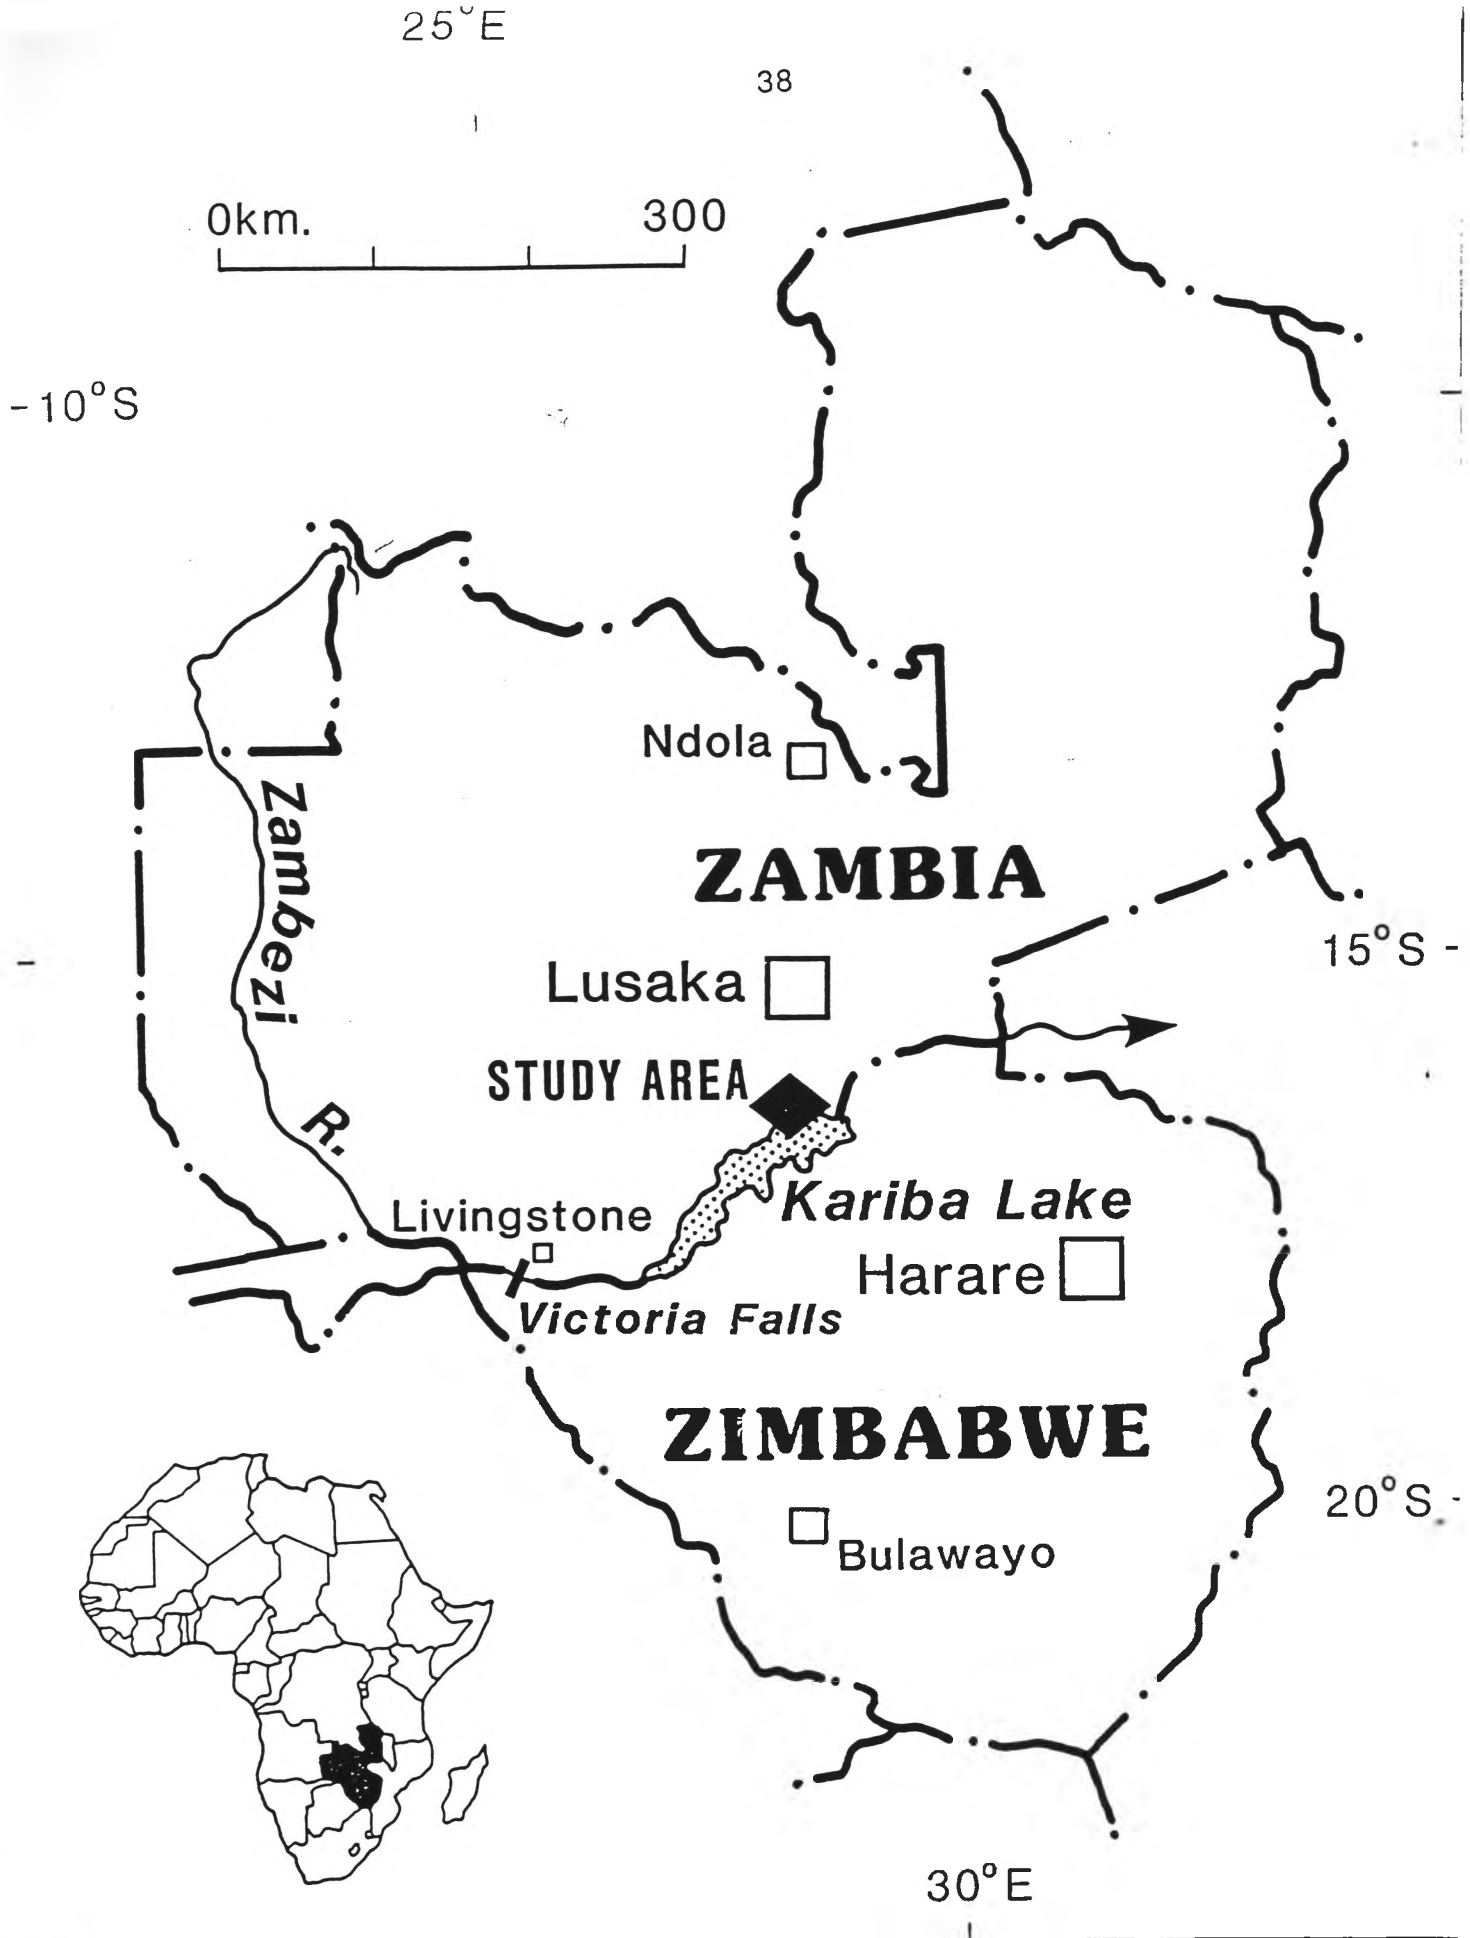 25°E
38
0km. 300
-10°S
Ndola
Zambezi
ZAMBIA
15°S -
Lusaka
STUDY AREA
R.
Kariba Lake
Livingstone
Harare
Victoria Falls
ZIMBABWE
20°S -
Bulawayo
30°E